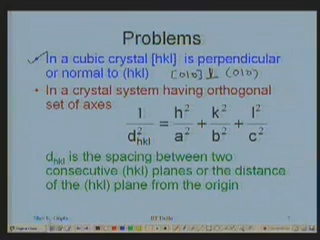 Problems
In a cubic crystal [hkl] is perpendicular
or normal to (hkl) [010] ⊥ (010)
• In a crystal system having orthogonal
set of axes
1/d²hkl = h²/a² + k²/b² + l²/c²
dhkl is the spacing between two
consecutive (hkl) planes or the distance
of the (hkl) plane from the origin